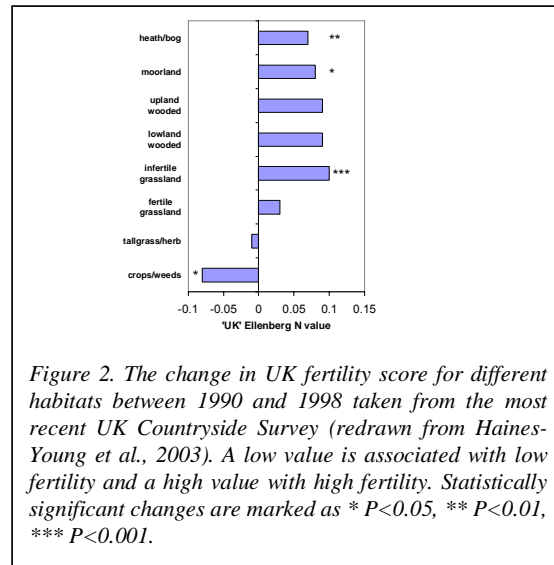 heath/bog
**
moorland
*
upland
wooded
lowland
wooded
infertile
grassland
***
fertile
grassland
tallgrass/herb
crops/weeds
*
-0.1 -0.05 0 0.05 0.1 0.15
'UK' Ellenberg N value
Figure 2. The change in UK fertility score for different
habitats between 1990 and 1998 taken from the most
recent UK Countryside Survey (redrawn from Haines-
Young et al., 2003). A low value is associated with low
fertility and a high value with high fertility. Statistically
significant changes are marked as * P<0.05, ** P<0.01,
*** P<0.001.